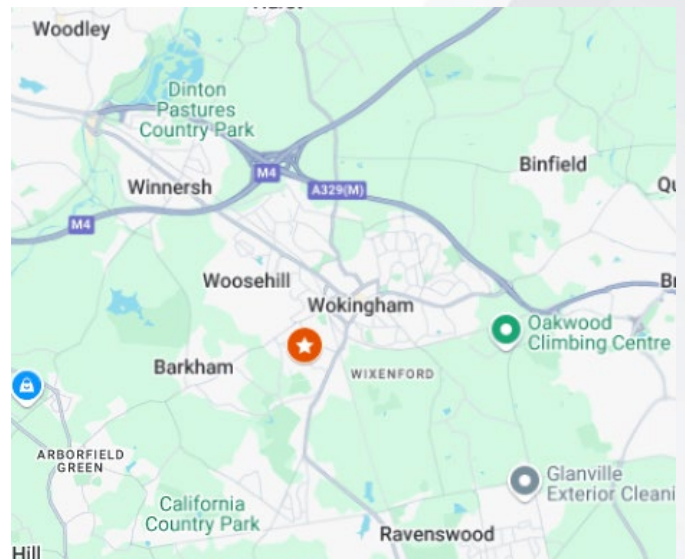 Woodley
Dinton
Pastures
Country Park
Binfield
M4
A329(M)
Winnersh
M4
Woosehill
Wokingham
Oakwood
Climbing Centre
Barkham
WIXENFORD
ARBORFIELD
GREEN
Glanville
Exterior Cleani
California
Country Park
Ravenswood
Hill